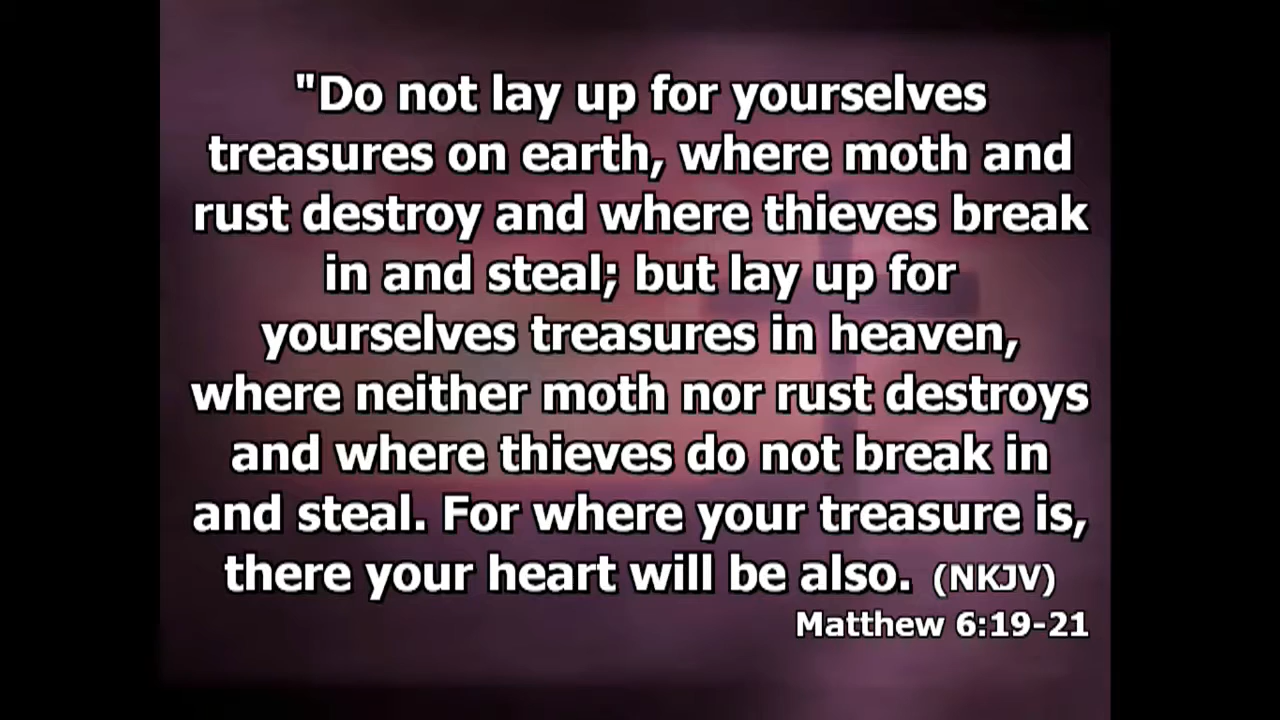 "Do not lay up for yourselves
treasures on earth, where moth and
rust destroy and where thieves break
in and steal; but lay up for
yourselves treasures in heaven,
where neither moth nor rust destroys
and where thieves do not break in
and steal. For where your treasure is,
there your heart will be also. (NKJV)
Matthew 6:19-21